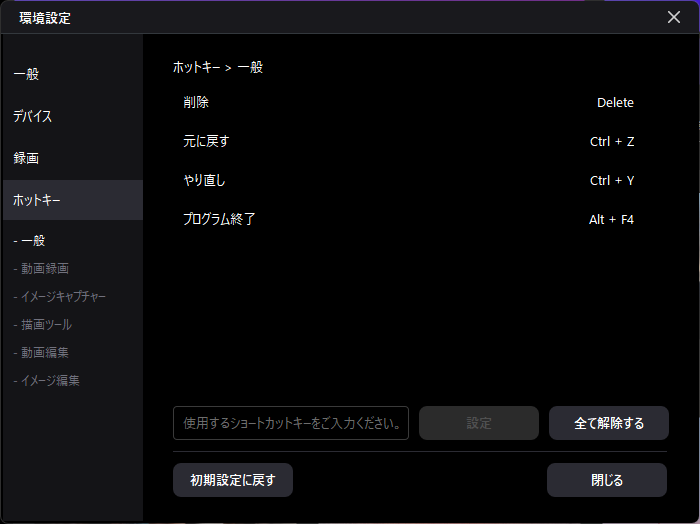 環境設定
一般
デバイス
録画
ホットキー
- 一般
- 動画録画
- イメージキャプチャー
- 描画ツール
- 動画編集
- イメージ編集
ホットキー > 一般
削除 Delete
元に戻す Ctrl + Z
やり直し Ctrl + Y
プログラム終了 Alt + F4
使用するショートカットキーをご入力ください。 設定 全て解除する
初期設定に戻す 閉じる